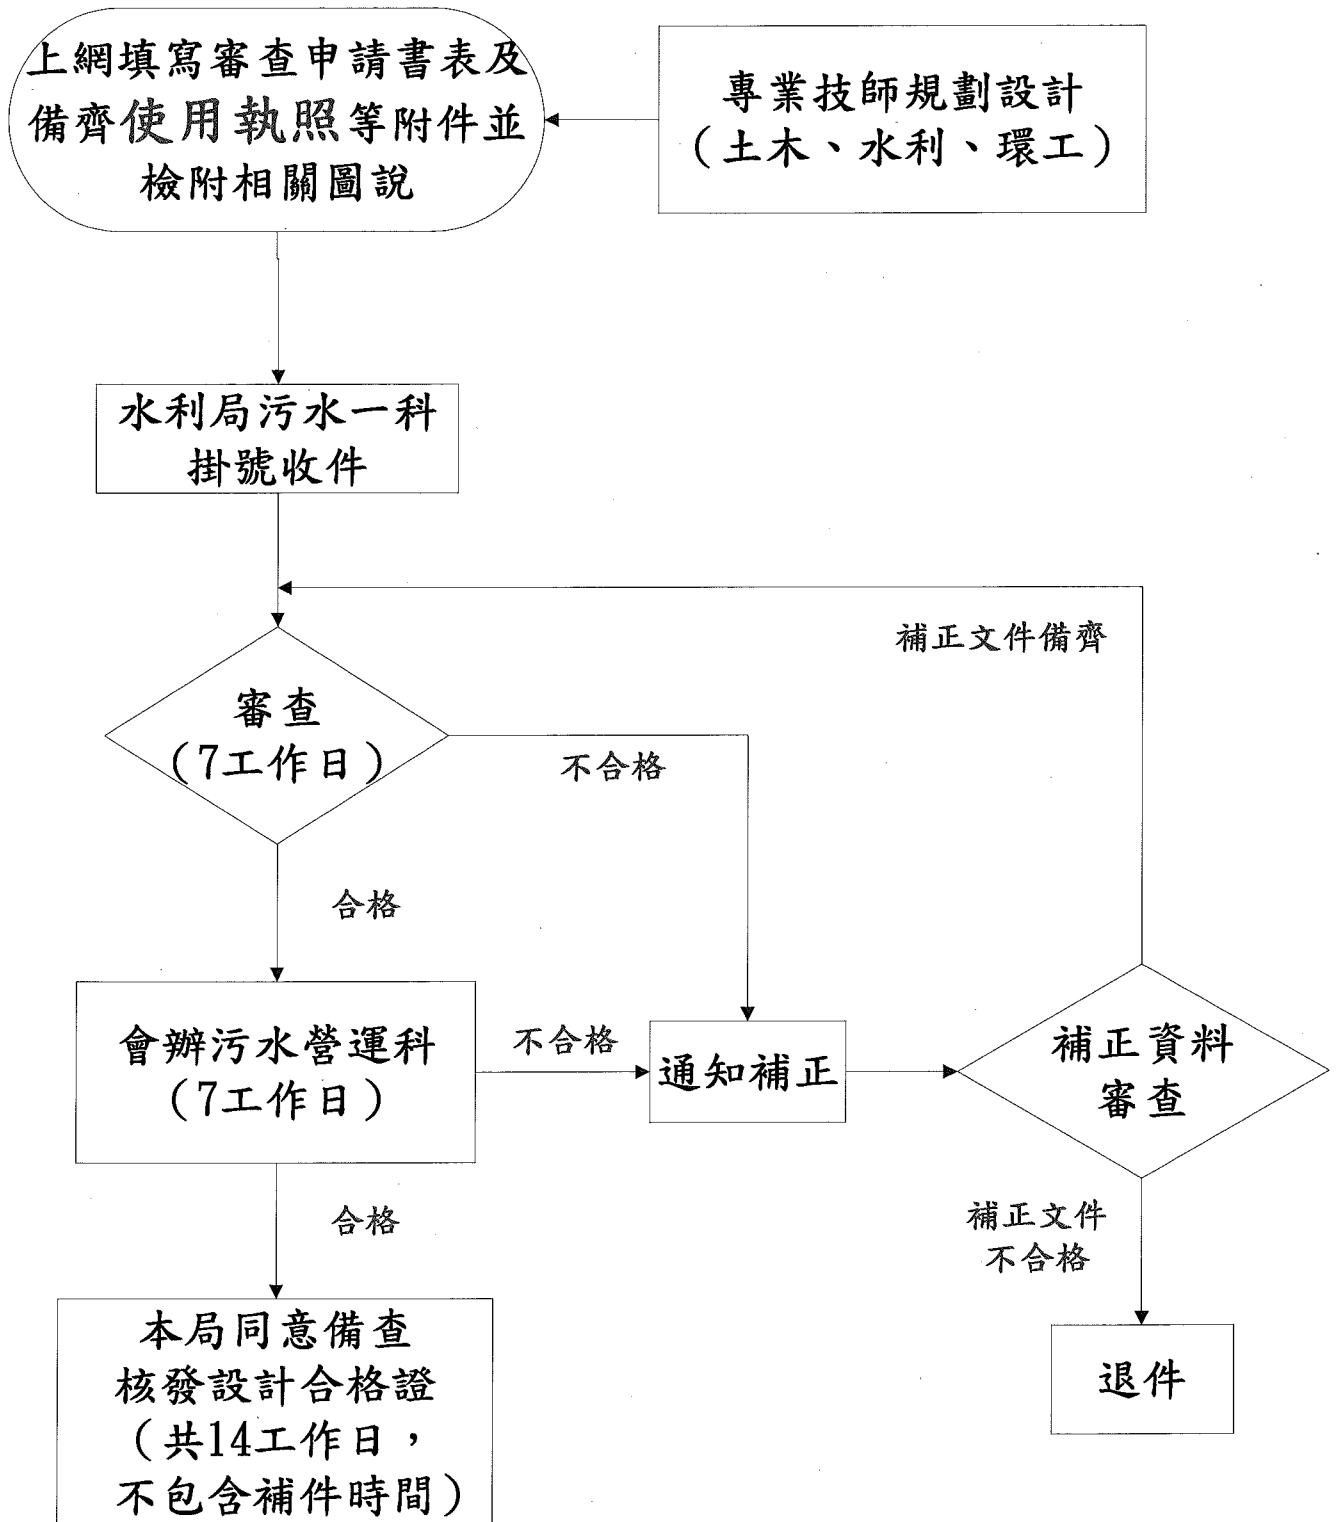 上網填寫審查申請書表及
備齊使用執照等附件並
檢附相關圖說
專業技師規劃設計
(土木、水利、環工)
水利局污水一科
掛號收件
補正文件備齊
審查
(7工作日)
不合格
合格
會辦污水營運科
(7工作日)
不合格
通知補正
補正資料
審查
合格
補正文件
不合格
本局同意備查
核發設計合格證
(共14工作日,
不包含補件時間)
退件